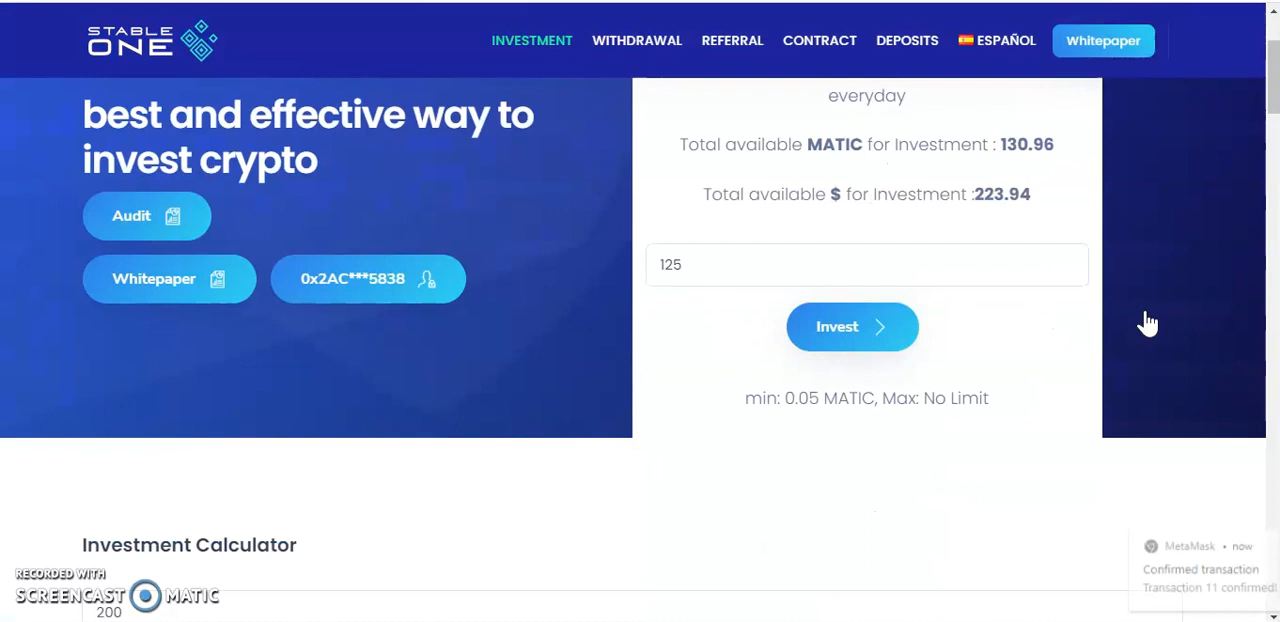 STABLE
ONE
INVESTMENT
WITHDRAWAL
REFERRAL
CONTRACT
DEPOSITS
ESPAÑOL
Whitepaper
best and effective way to
invest crypto
Audit
Whitepaper
0x2AC***5838
everyday
Total available MATIC for Investment : 130.96
Total available $ for Investment :223.94
125
Invest
min: 0.05 MATIC, Max: No Limit
Investment Calculator
200
RECORDED WITH
SCREENCAST MATIC
MetaMask • now
Confirmed transaction
Transaction 11 confirmed!